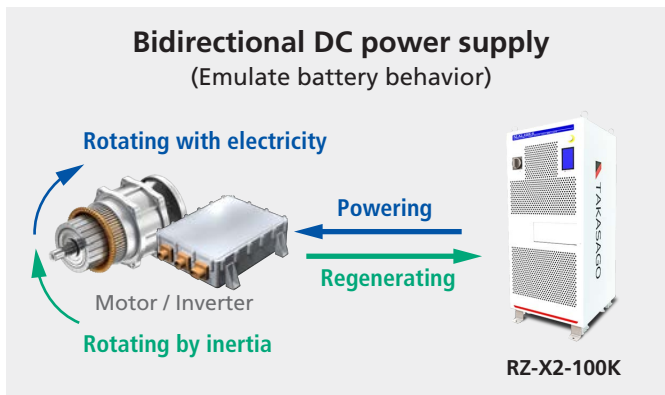 Bidirectional DC power supply
(Emulate battery behavior)
Rotating with electricity
Powering
Regenerating
Motor / Inverter
Rotating by inertia
TAKASAGO
RZ-X2-100K